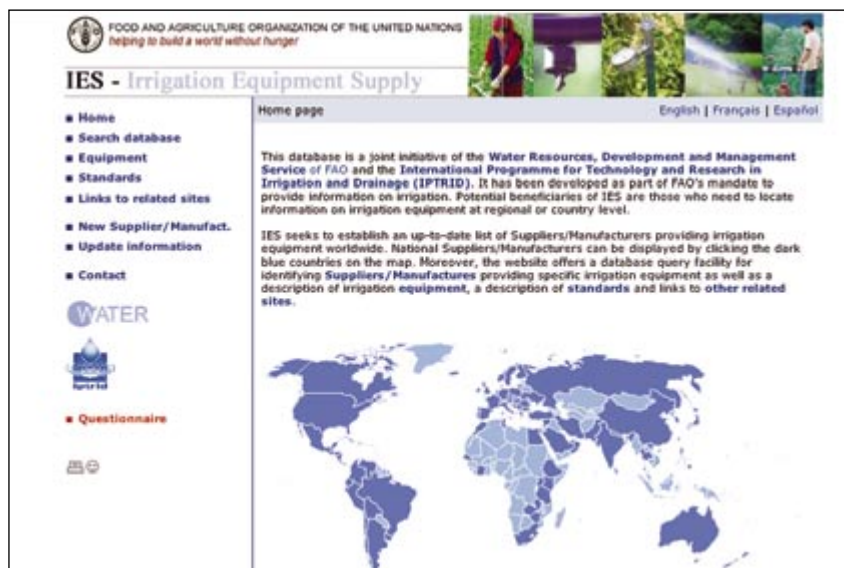 FOOD AND AGRICULTURE ORGANIZATION OF THE UNITED NATIONS
helping to build a world without hunger
IES - Irrigation Equipment Supply
Home page
English | Français | Español
Home
Search database
Equipment
Standards
Links to related sites
New Supplier/Manufact.
Update information
Contact
WATER
iptrid
Questionnaire
This database is a joint initiative of the Water Resources, Development and Management
Service of FAO and the International Programme for Technology and Research in
Irrigation and Drainage (IPTRID). It has been developed as part of FAO's mandate to
provide information on irrigation. Potential beneficiaries of IES are those who need to locate
information on irrigation equipment at regional or country level.
IES seeks to establish an up-to-date list of Suppliers/Manufacturers providing irrigation
equipment worldwide. National Suppliers/Manufacturers can be displayed by clicking the dark
blue countries on the map. Moreover, the website offers a database query facility for
identifying Suppliers/Manufactures providing specific irrigation equipment as well as a
description of irrigation equipment, a description of standards and links to other related
sites.